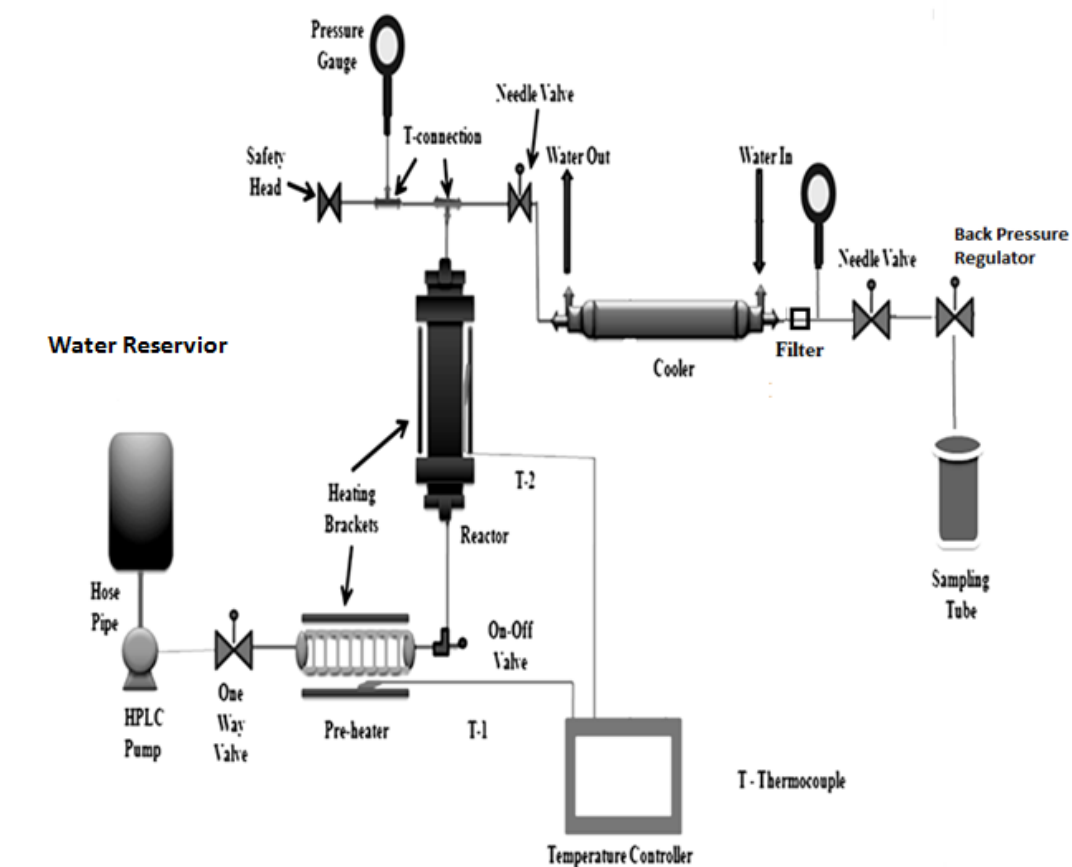 Pressure
Gauge
Needle Valve
T-connection
Safety
Head
Water Out
Water In
Back Pressure
Regulator
Needle Valve
Water Reservior
Filter
Cooler
T-2
Heating
Brackets
Reactor
Sampling
Tube
Hose
Pipe
On-Off
Valve
One
Way
Valve
HPLC
Pump
Pre-heater
T-1
T - Thermocouple
Temperature Controller